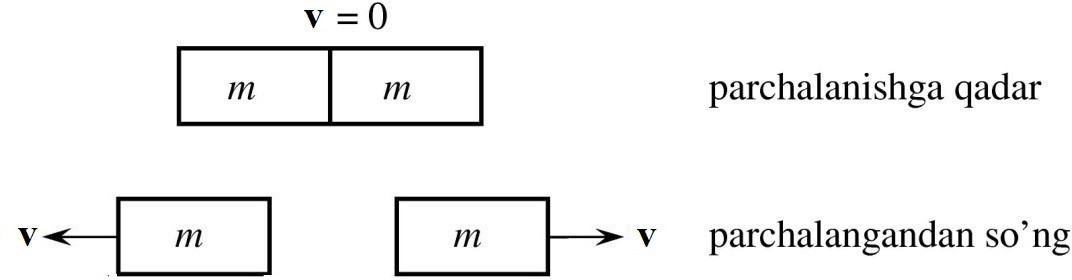 v = 0
m m parchalanishga qadar
v m m v parchalangandan so’ng